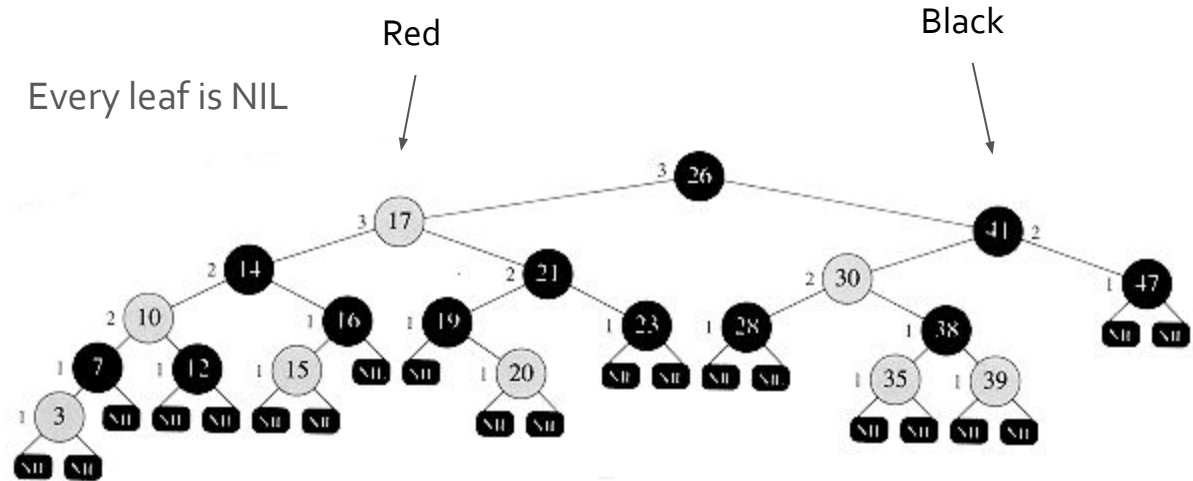 Red
Black
Every leaf is NIL
3 26
3 17
41 2
2 14
2 21
2 30
1 47
2 10
1 16
1 19
1 23
1 28
1 38
NIL NIL
1 7
1 12
1 15
NIL
NIL
1 20
NIL NIL
NIL NIL
1 35
1 39
1 3
NIL
NIL NIL
NIL NIL
NIL NIL
NIL NIL
NIL NIL
NIL NIL